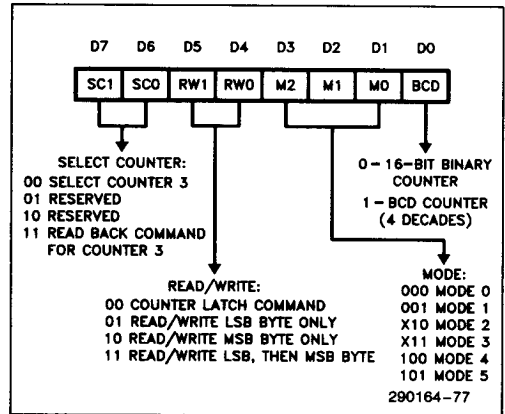 D7 D6 D5 D4 D3 D2 D1 D0
SC1 SC0 RW1 RW0 M2 M1 M0 BCD
SELECT COUNTER:
00 SELECT COUNTER 3
01 RESERVED
10 RESERVED
11 READ BACK COMMAND
FOR COUNTER 3
0 - 16-BIT BINARY
COUNTER
1 - BCD COUNTER
(4 DECADES)
READ/WRITE:
00 COUNTER LATCH COMMAND
01 READ/WRITE LSB BYTE ONLY
10 READ/WRITE MSB BYTE ONLY
11 READ/WRITE LSB, THEN MSB BYTE
MODE:
000 MODE 0
001 MODE 1
X10 MODE 2
X11 MODE 3
100 MODE 4
101 MODE 5
290164-77